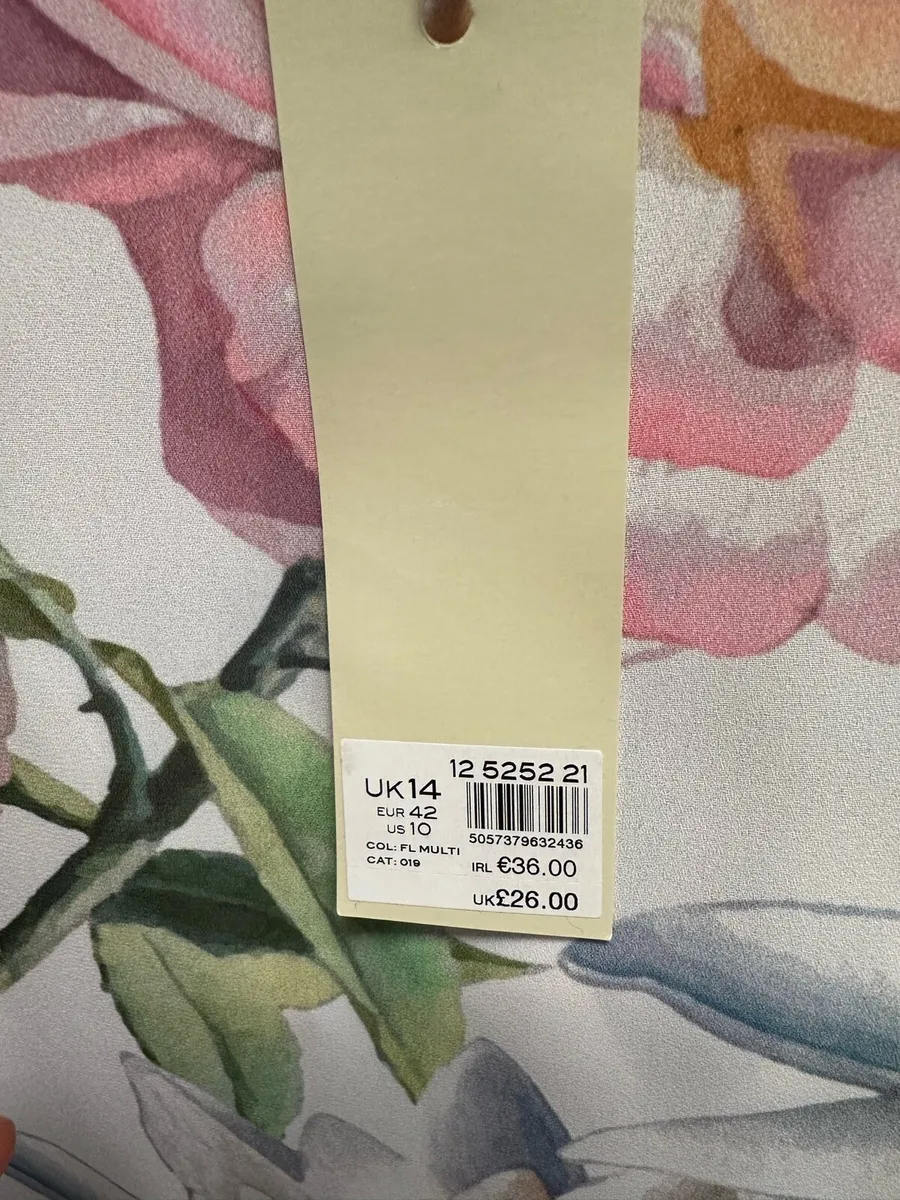 12 5252 21
UK14
EUR 42
US 10
5057379632436
COL: FL MULTI
CAT: 019
IRL €36.00
UK£26.00